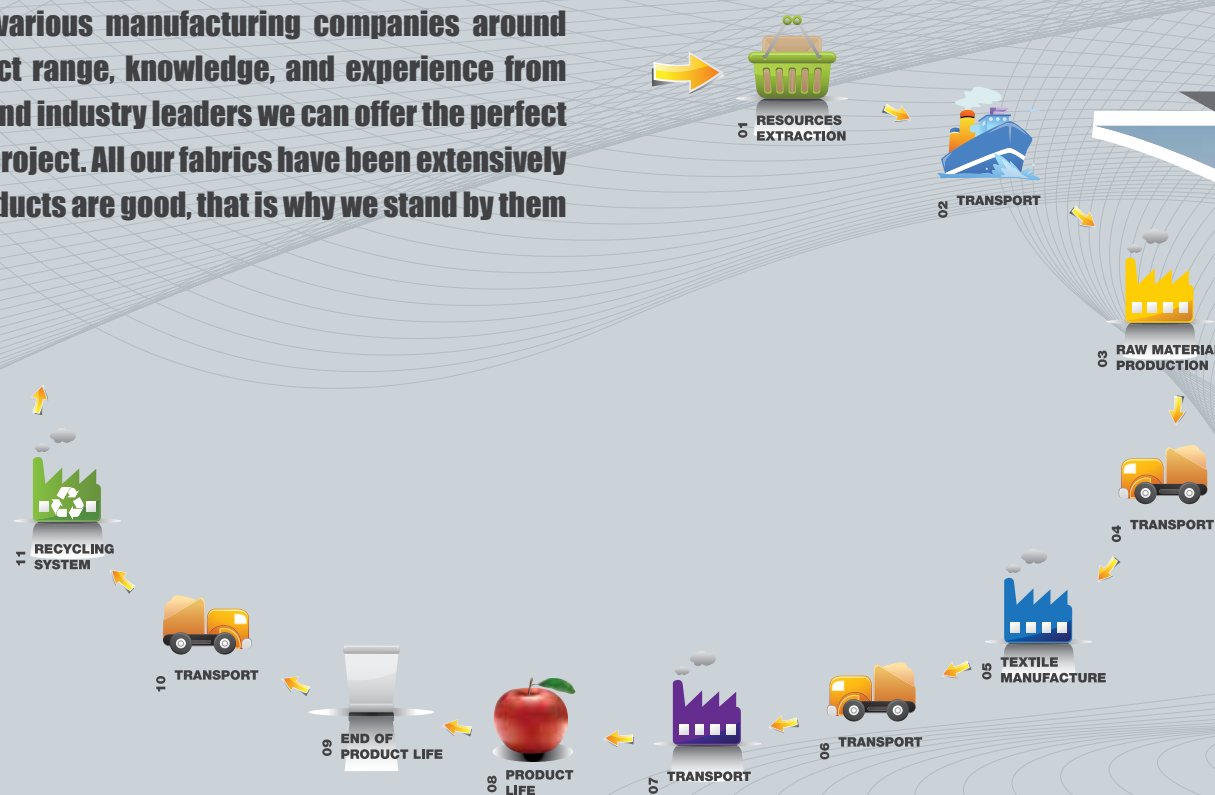 various manufacturing companies around
ct range, knowledge, and experience from
nd industry leaders we can offer the perfect
roject. All our fabrics have been extensively
ducts are good, that is why we stand by them
01 RESOURCES
EXTRACTION
02 TRANSPORT
03 RAW MATERIAL
PRODUCTION
04 TRANSPORT
05 TEXTILE
MANUFACTURE
06 TRANSPORT
07 TRANSPORT
08 PRODUCT
LIFE
09 END OF
PRODUCT LIFE
10 TRANSPORT
11 RECYCLING
SYSTEM